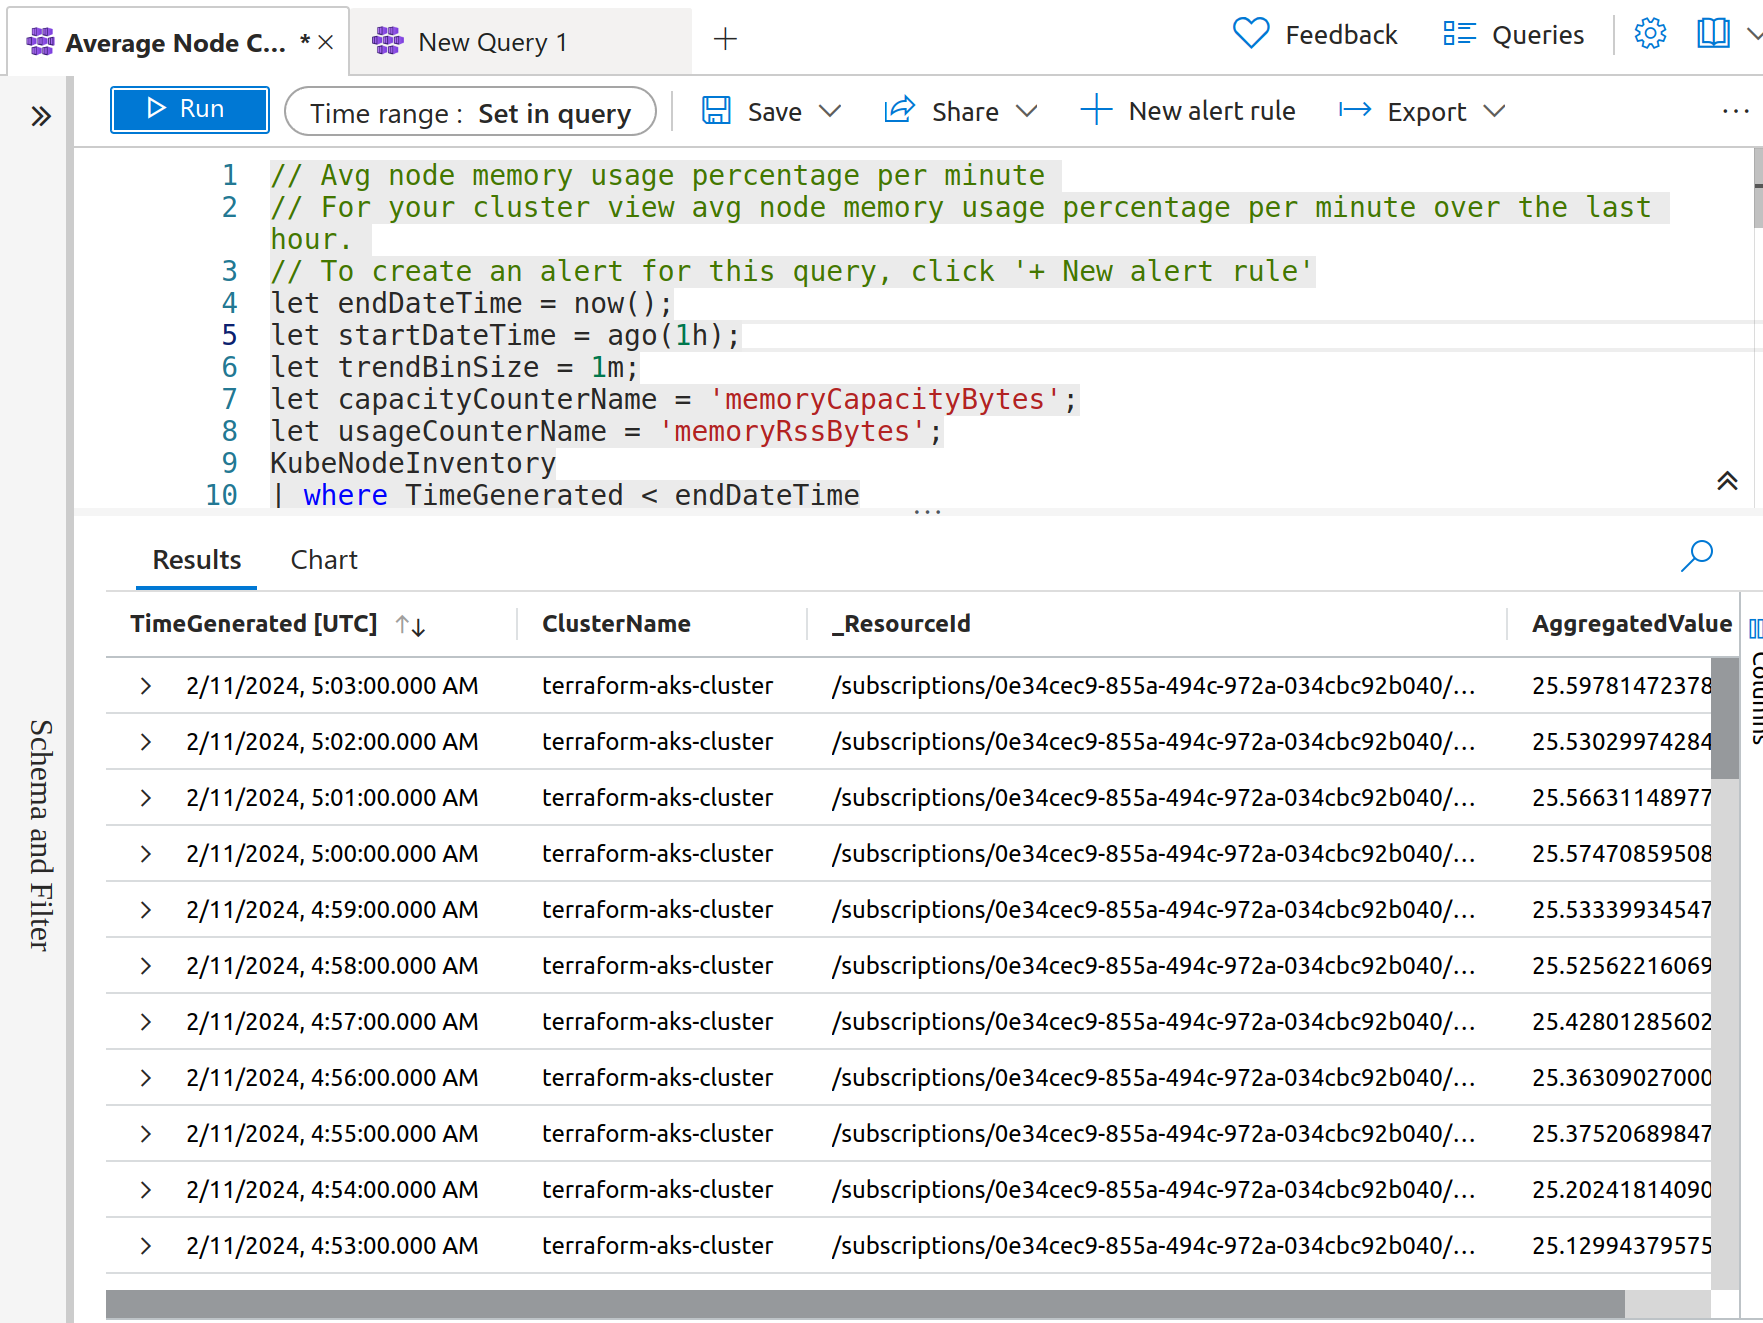 Average Node C... *
New Query 1
Feedback
Queries
Run
Time range : Set in query
Save
Share
New alert rule
Export
1 // Avg node memory usage percentage per minute
2 // For your cluster view avg node memory usage percentage per minute over the last
hour.
3 // To create an alert for this query, click '+ New alert rule'
4 let endDateTime = now();
5 let startDateTime = ago(1h);
6 let trendBinSize = 1m;
7 let capacityCounterName = 'memoryCapacityBytes';
8 let usageCounterName = 'memoryRssBytes';
9 KubeNodeInventory
10 | where TimeGenerated < endDateTime
Schema and Filter
Results Chart
TimeGenerated [UTC] ClusterName _ResourceId AggregatedValue
Columns
2/11/2024, 5:03:00.000 AM terraform-aks-cluster /subscriptions/0e34cec9-855a-494c-972a-034cbc92b040/... 25.59781472378
2/11/2024, 5:02:00.000 AM terraform-aks-cluster /subscriptions/0e34cec9-855a-494c-972a-034cbc92b040/... 25.53029974284
2/11/2024, 5:01:00.000 AM terraform-aks-cluster /subscriptions/0e34cec9-855a-494c-972a-034cbc92b040/... 25.56631148977
2/11/2024, 5:00:00.000 AM terraform-aks-cluster /subscriptions/0e34cec9-855a-494c-972a-034cbc92b040/... 25.57470859508
2/11/2024, 4:59:00.000 AM terraform-aks-cluster /subscriptions/0e34cec9-855a-494c-972a-034cbc92b040/... 25.53339934547
2/11/2024, 4:58:00.000 AM terraform-aks-cluster /subscriptions/0e34cec9-855a-494c-972a-034cbc92b040/... 25.52562216069
2/11/2024, 4:57:00.000 AM terraform-aks-cluster /subscriptions/0e34cec9-855a-494c-972a-034cbc92b040/... 25.42801285602
2/11/2024, 4:56:00.000 AM terraform-aks-cluster /subscriptions/0e34cec9-855a-494c-972a-034cbc92b040/... 25.36309027000
2/11/2024, 4:55:00.000 AM terraform-aks-cluster /subscriptions/0e34cec9-855a-494c-972a-034cbc92b040/... 25.37520689847
2/11/2024, 4:54:00.000 AM terraform-aks-cluster /subscriptions/0e34cec9-855a-494c-972a-034cbc92b040/... 25.20241814090
2/11/2024, 4:53:00.000 AM terraform-aks-cluster /subscriptions/0e34cec9-855a-494c-972a-034cbc92b040/... 25.12994379575